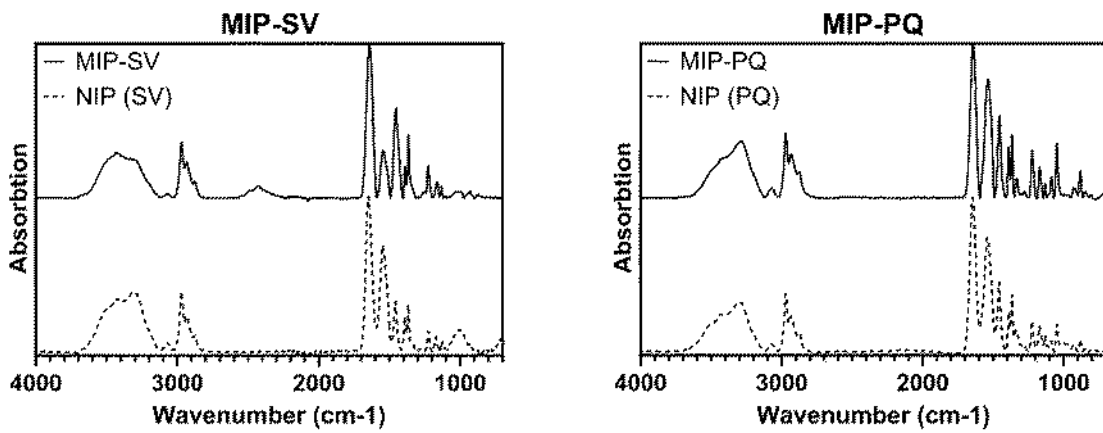 MIP-SV
MIP-SV
NIP (SV)
Absorbtion
4000
3000
2000
1000
Wavenumber (cm-1)
MIP-PQ
MIP-PQ
NIP (PQ)
Absorbtion
4000
3000
2000
1000
Wavenumber (cm-1)